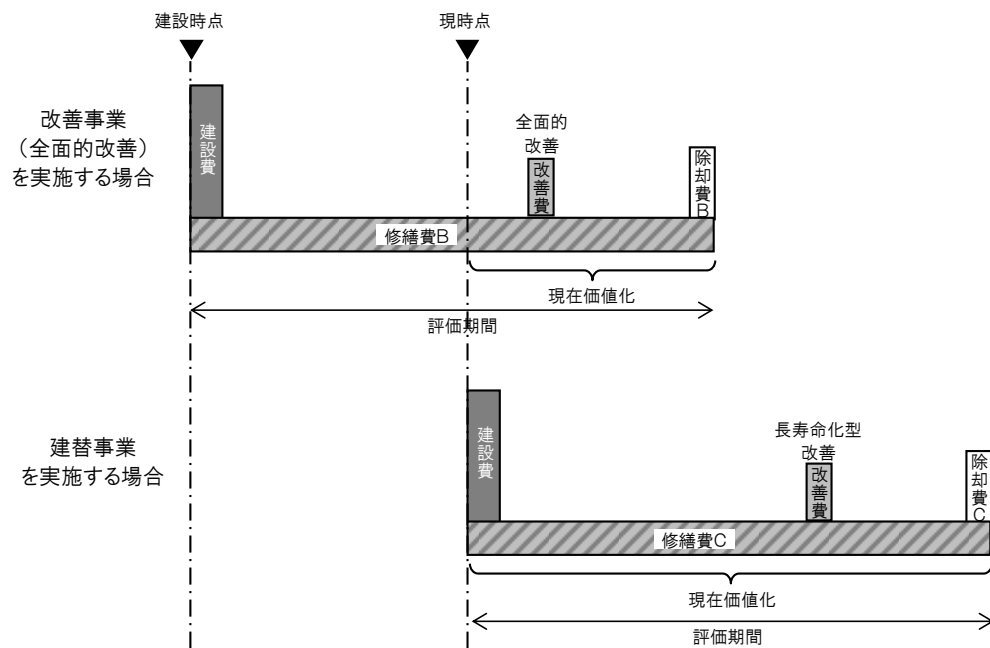 建設時点
現時点
改善事業
（全面的改善）
を実施する場合
建設費
全面的
改善
改善費
除却費B
修繕費B
現在価値化
評価期間
建替事業
を実施する場合
建設費
長寿命化型
改善
改善費
除却費C
修繕費C
現在価値化
評価期間